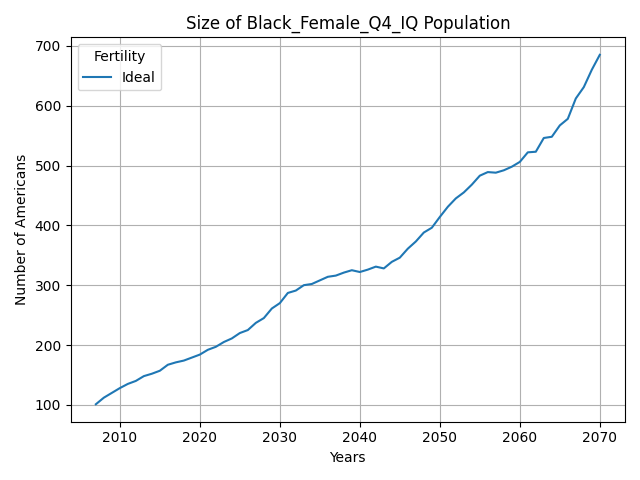 Size of Black_Female_Q4_IQ Population
Fertility
Ideal
Number of Americans
700
600
500
400
300
200
100
2010 2020 2030 2040 2050 2060 2070
Years